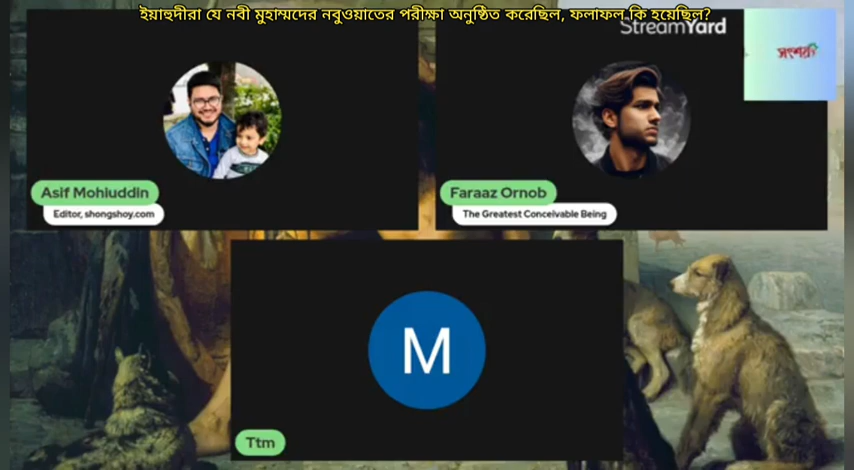 ইয়াহুদীরা যে নবী মুহাম্মদের নবুওয়াতের পরীক্ষা অনুষ্ঠিত করেছিল, ফলাফল কি হয়েছিল?
StreamYard
সংশয়
Asif Mohiuddin
Editor, shongshoy.com
Faraaz Ornob
The Greatest Conceivable Being
M
Ttm